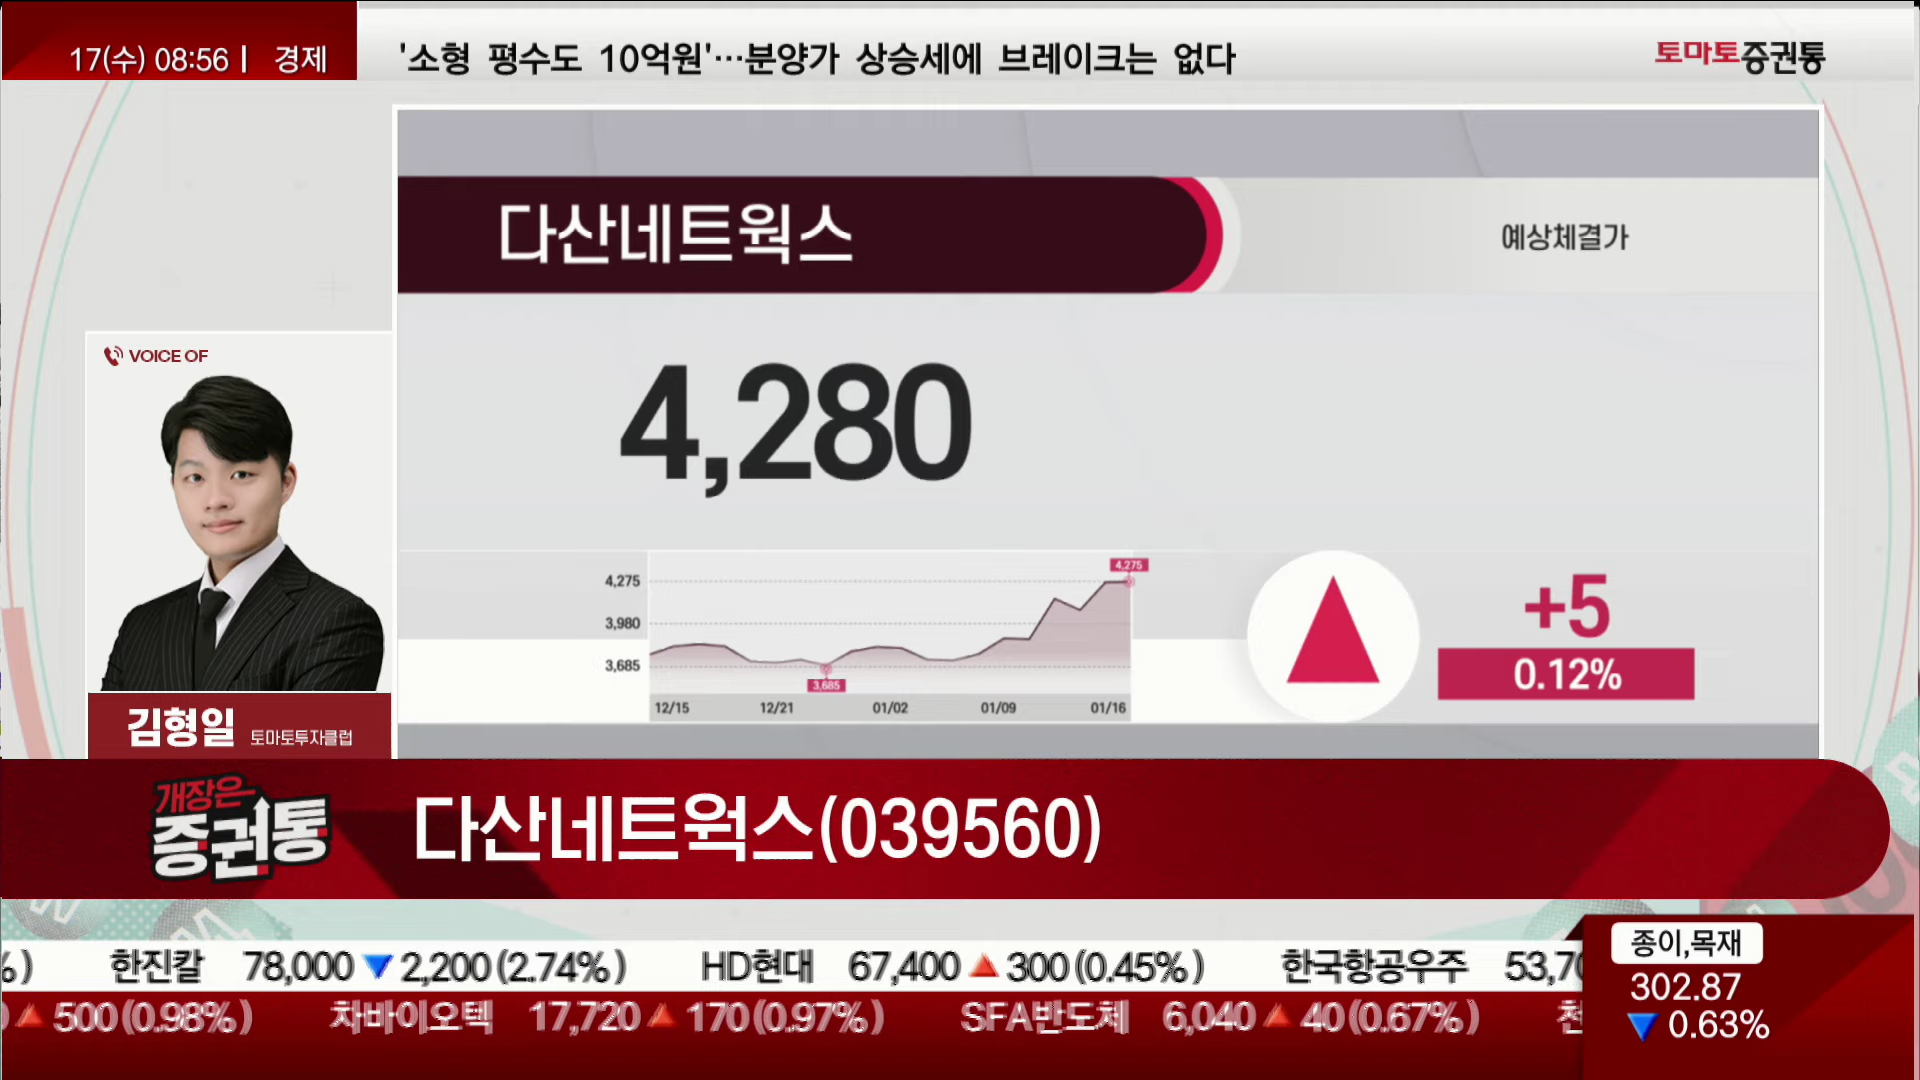 17(수) 08:56 | 경제
'소형 평수도 10억원'…분양가 상승세에 브레이크는 없다
토마토증권통
다산네트웍스
예상체결가
4,280
VOICE OF
4,275
3,980
3,685
4,275
3,685
12/15
12/21
01/02
01/09
01/16
+5
0.12%
김형일 토마토투자클럽
개장은
증권통
다산네트웍스(039560)
%) 한진칼 78,000 ▼ 2,200 (2.74%) HD현대 67,400 ▲ 300 (0.45%) 한국항공우주 53,70
▲ 500 (0.98%) 차바이오텍 17,720 ▲ 170 (0.97%) SFA반도체 6,040 ▲ 40 (0.67%) 천
종이,목재
302.87
▼ 0.63%